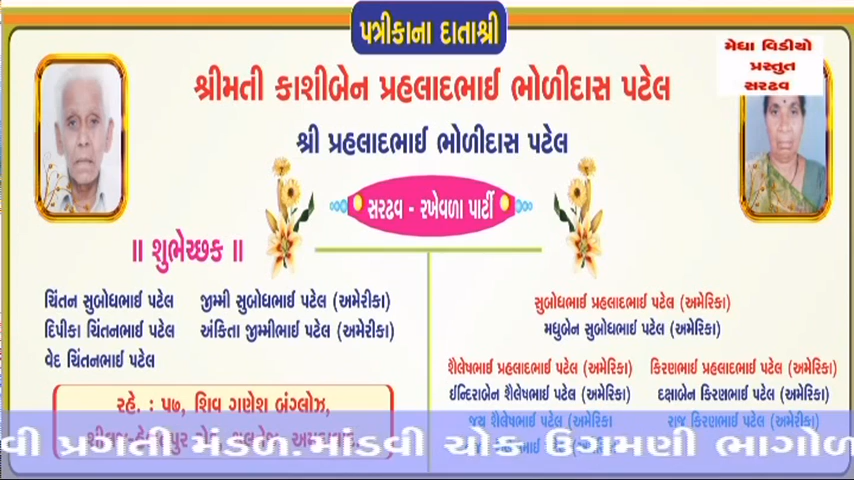 પત્રીકાના દાતાશ્રી
મેઘા વિડીયો
પ્રસ્તુત
સરઢવ
શ્રીમતી કાશીબેન પ્રહલાદભાઈ ભોળીદાસ પટેલ
શ્રી પ્રહલાદભાઈ ભોળીદાસ પટેલ
સરઢવ - રખેવળા પાર્ટી
॥ શુભેચ્છક ॥
ચિંતન સુબોધભાઈ પટેલ જીમ્મી સુબોધભાઈ પટેલ (અમેરીકા)
દિપીકા ચિંતનભાઈ પટેલ અંકિતા જીમ્મીભાઈ પટેલ (અમેરીકા)
વેદ ચિંતનભાઈ પટેલ
રહે. : ૫૭, શિવ ગણેશ બંગ્લોઝ,
સુબોધભાઈ પ્રહલાદભાઈ પટેલ (અમેરિકા)
મધુબેન સુબોધભાઈ પટેલ (અમેરિકા)
શૈલેષભાઈ પ્રહલાદભાઈ પટેલ (અમેરિકા) કિરણભાઈ પ્રહલાદભાઈ પટેલ (અમેરિકા)
ઈન્દિરાબેન શૈલેષભાઈ પટેલ (અમેરિકા) દક્ષાબેન કિરણભાઈ પટેલ (અમેરિકા)
જય શૈલેષભાઈ પટેલ (અમેરિકા રાજ કિરણભાઈ પટેલ (અમેરીકા)
વી પ્રગતી મંડળ.માંડવી ચોક ઉગમણી ભાગોળ